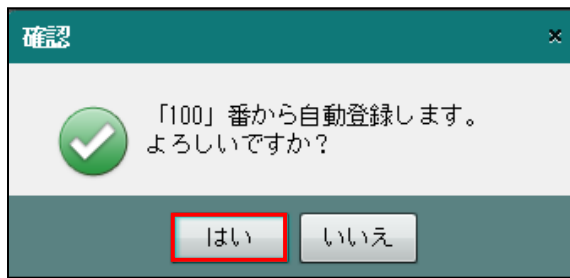 確認
「100」番から自動登録します。
よろしいですか？
はい
いいえ